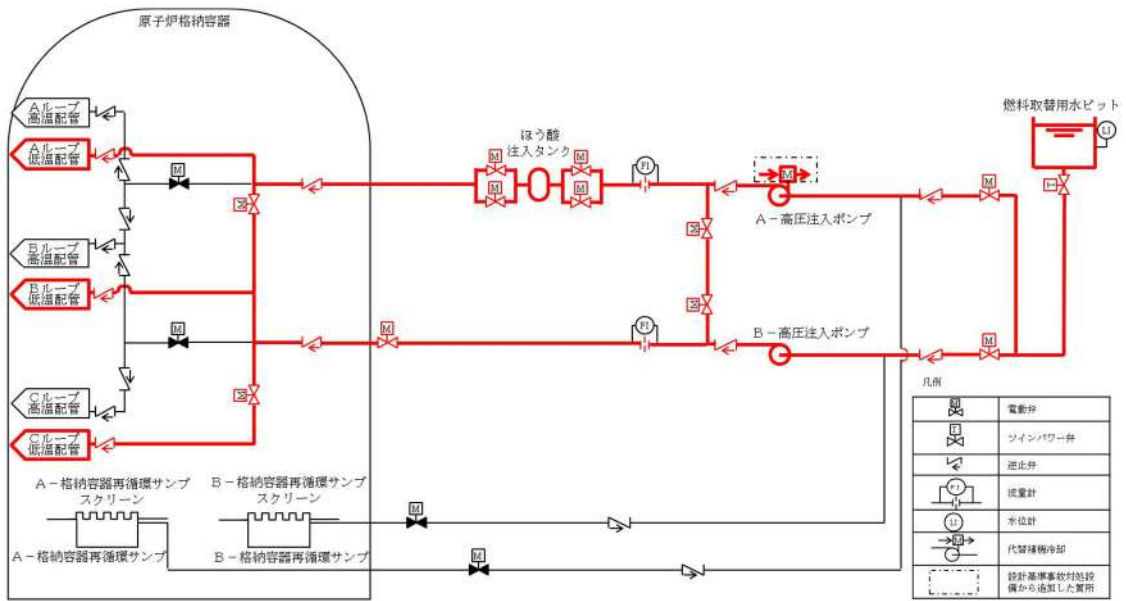 原子炉格納容器
Aループ
高温配管
Aループ
低温配管
M
M
Bループ
高温配管
Bループ
低温配管
M
Cループ
高温配管
M
Cループ
低温配管
ほう酸
注入タンク
M
M
M
M
FI
M
A-高圧注入ポンプ
M
M
M
FI
M
B-高圧注入ポンプ
M
M
燃料取替用水ピット
LI
T
A-格納容器再循環サンプ
スクリーン
B-格納容器再循環サンプ
スクリーン
A-格納容器再循環サンプ
B-格納容器再循環サンプ
M
M
凡例
M
電動弁
T
ツインパワー弁
逆止弁
FI
流量計
LI
水位計
M
代替補機冷却
設計基準事故対処設
備から追加した箇所